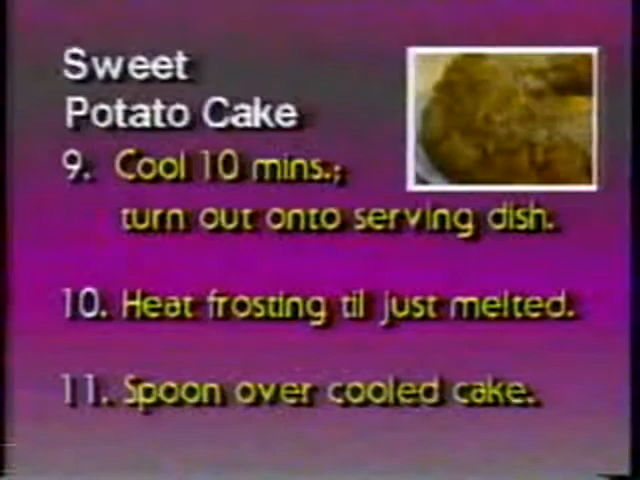 Sweet
Potato Cake
9. Cool 10 mins.;
turn out onto serving dish.
10. Heat frosting til just melted.
11. Spoon over cooled cake.